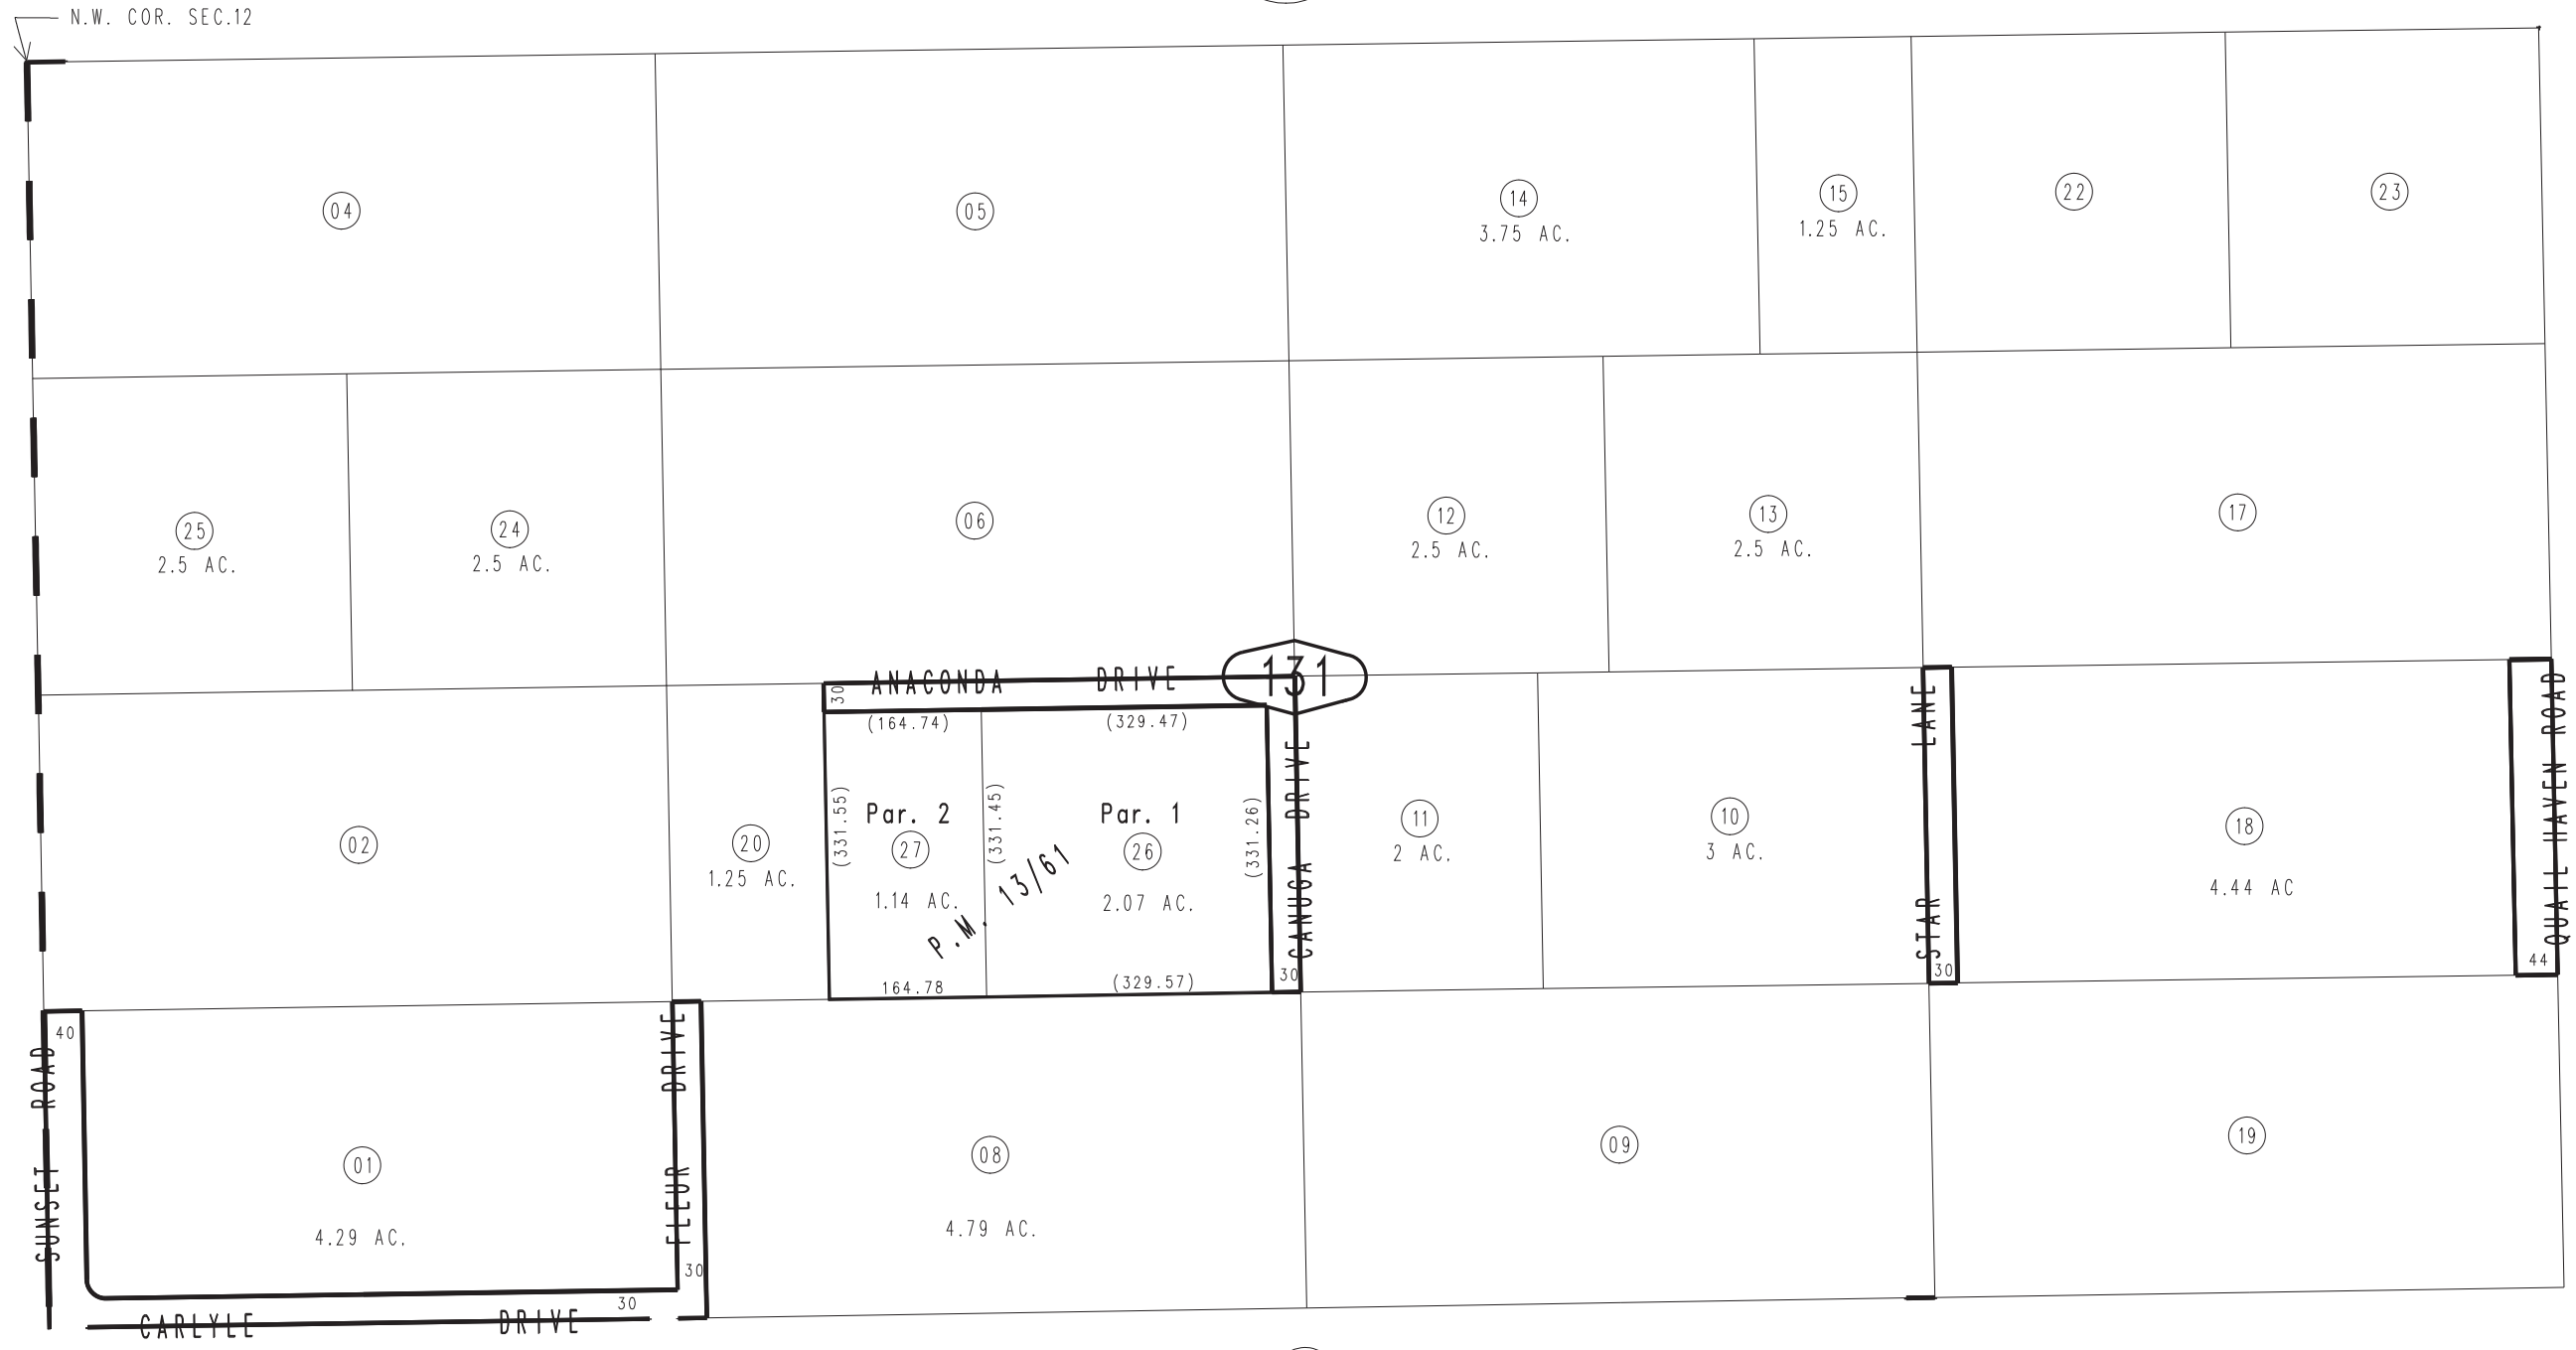 N.W. COR. SEC.12
04
05
14
3.75 AC.
15
1.25 AC.
22
23
25
2.5 AC.
24
2.5 AC.
06
12
2.5 AC.
13
2.5 AC.
17
131
ANACONDA DRIVE
30
(164.74)
(329.47)
02
20
1.25 AC.
(331.55)
Par. 2
27
1.14 AC.
(331.45)
P.M. 13/61
Par. 1
26
2.07 AC.
(331.26)
164.78
(329.57)
CANUGA DRIVE
30
11
2 AC.
10
3 AC.
STAR LANE
30
18
4.44 AC
QUAIL HAVEN ROAD
44
40
SUNSET ROAD
01
4.29 AC.
FLEUR DRIVE
30
30
CARLYLE DRIVE
08
4.79 AC.
09
19